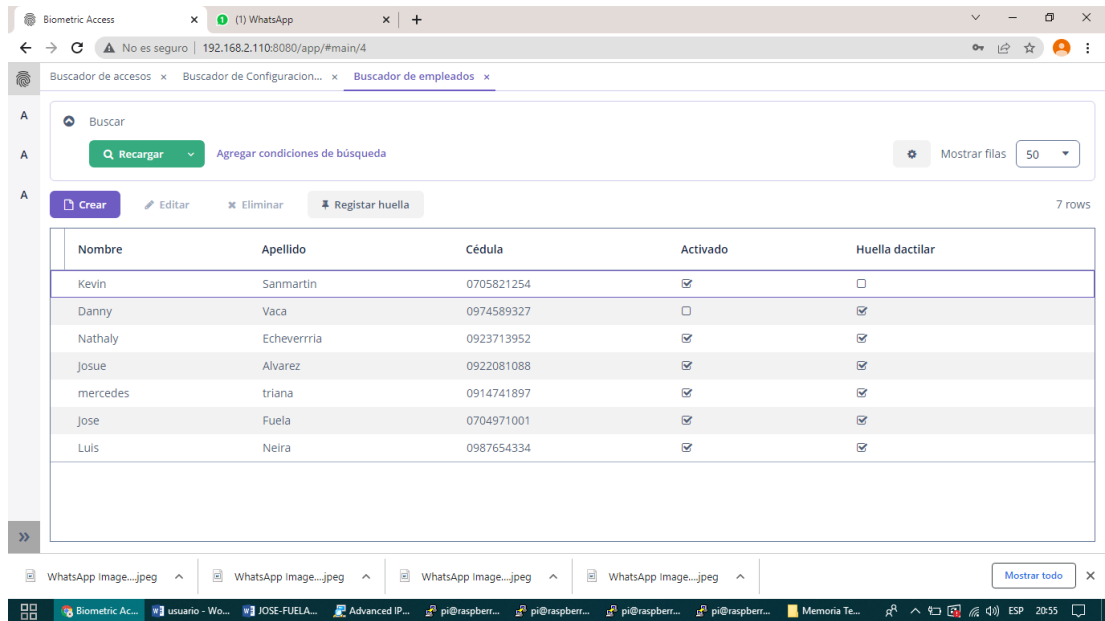 Biometric Access × 1 (1) WhatsApp × +
No es seguro | 192.168.2.110:8080/app/#main/4
Buscador de accesos × Buscador de Configuracion... × Buscador de empleados ×
A
A
A
Buscar
Recargar Agregar condiciones de búsqueda Mostrar filas 50
Crear Editar Eliminar Registar huella 7 rows
Nombre Apellido Cédula Activado Huella dactilar
Kevin Sanmartin 0705821254
Danny Vaca 0974589327
Nathaly Echeverrria 0923713952
Josue Alvarez 0922081088
mercedes triana 0914741897
Jose Fuela 0704971001
Luis Neira 0987654334
WhatsApp Image....jpeg WhatsApp Image....jpeg WhatsApp Image....jpeg WhatsApp Image....jpeg Mostrar todo
Biometric Ac... usuario - Wo... JOSE-FUELA... Advanced IP... pi@raspberr... pi@raspberr... pi@raspberr... pi@raspberr... Memoria Te... ESP 20:55